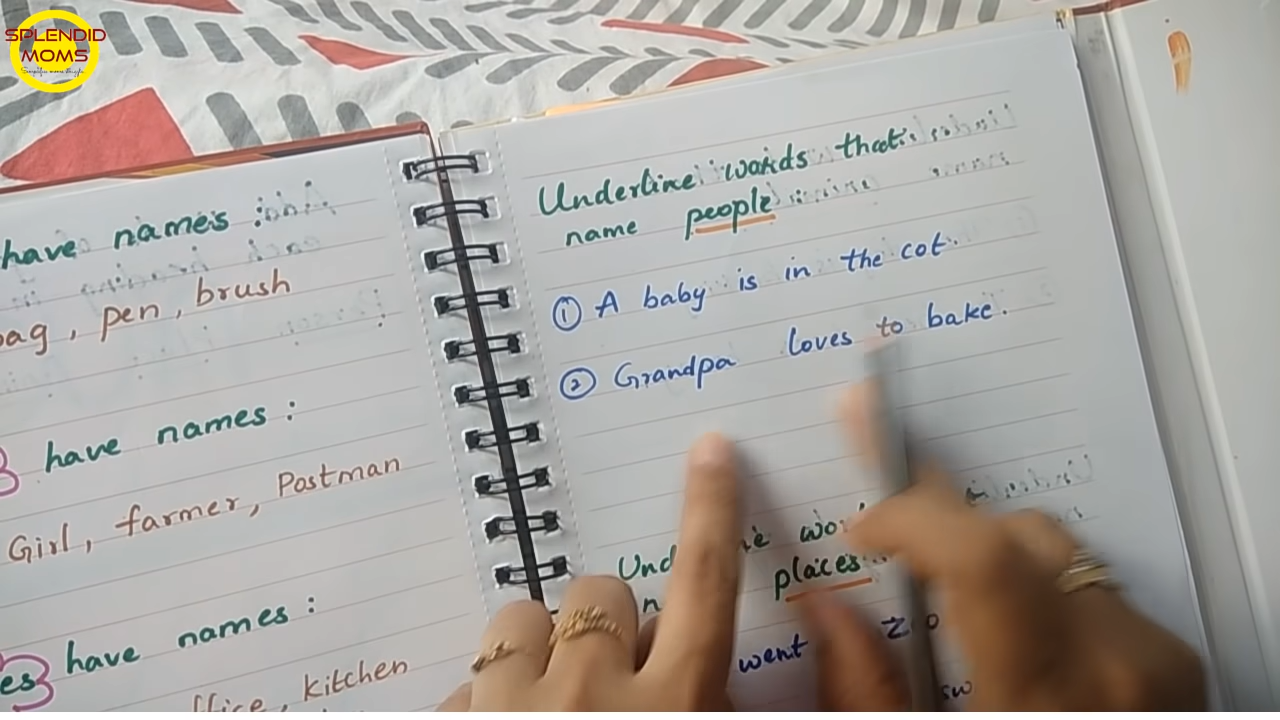 SPLENDID
MOMS
have names :
bag, pen, brush
have names :
Girl, farmer, Postman
have names :
office, kitchen
Underline words that
name people
① A baby is in the cot.
② Grandpa loves to bake.
places
went